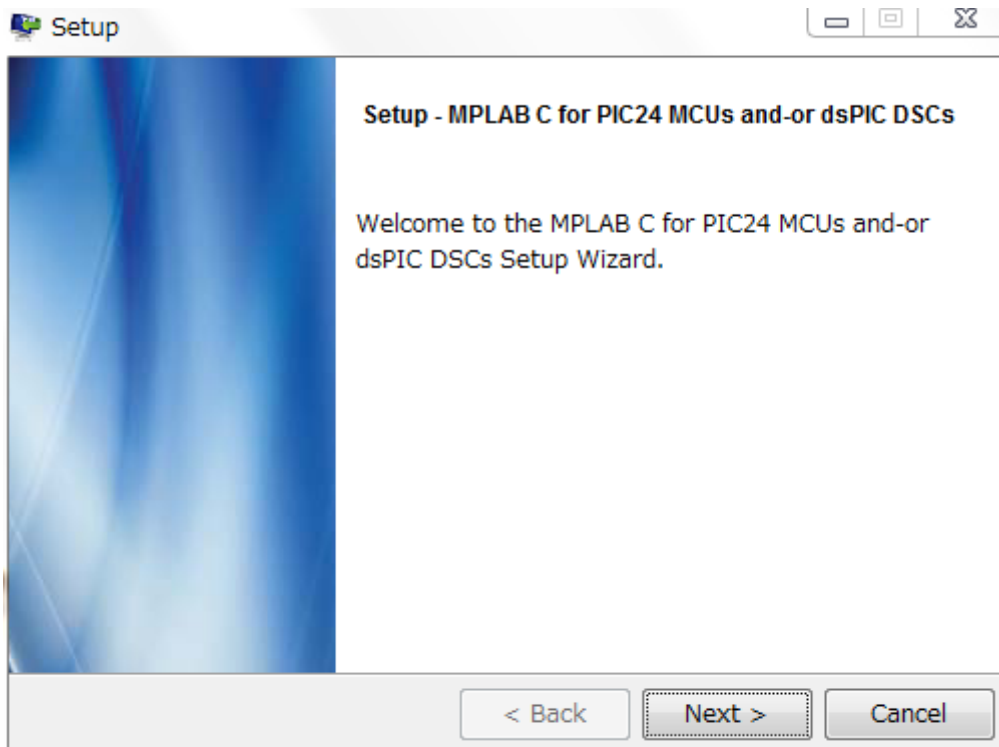 Setup
Setup - MPLAB C for PIC24 MCUs and-or dsPIC DSCs
Welcome to the MPLAB C for PIC24 MCUs and-or
dsPIC DSCs Setup Wizard.
< Back
Next >
Cancel